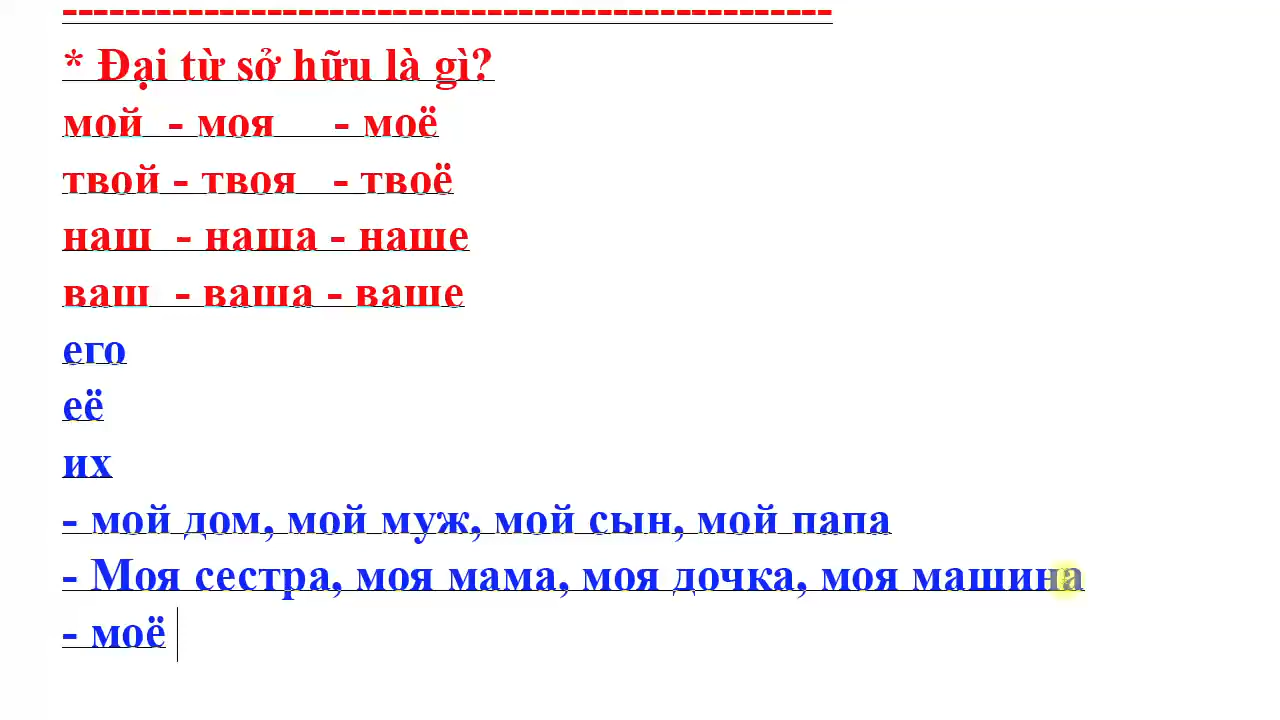 -------------------------------------------------
* Đại từ sở hữu là gì?
мой - моя - моё
твой - твоя - твоё
наш - наша - наше
ваш - ваша - ваше
его
её
их
- мой дом, мой муж, мой сын, мой папа
- Моя сестра, моя мама, моя дочка, моя машина
- моё